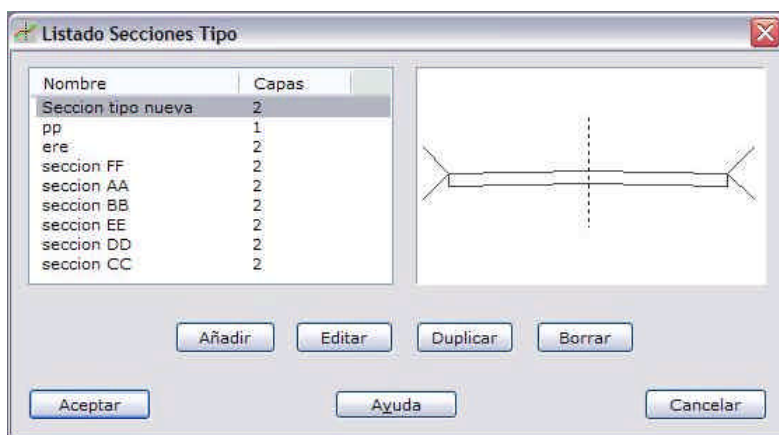 Listado Secciones Tipo
Nombre Capas
Seccion tipo nueva 2
pp 1
ere 2
seccion FF 2
seccion AA 2
seccion BB 2
seccion EE 2
seccion DD 2
seccion CC 2
Añadir Editar Duplicar Borrar
Aceptar Ayuda Cancelar